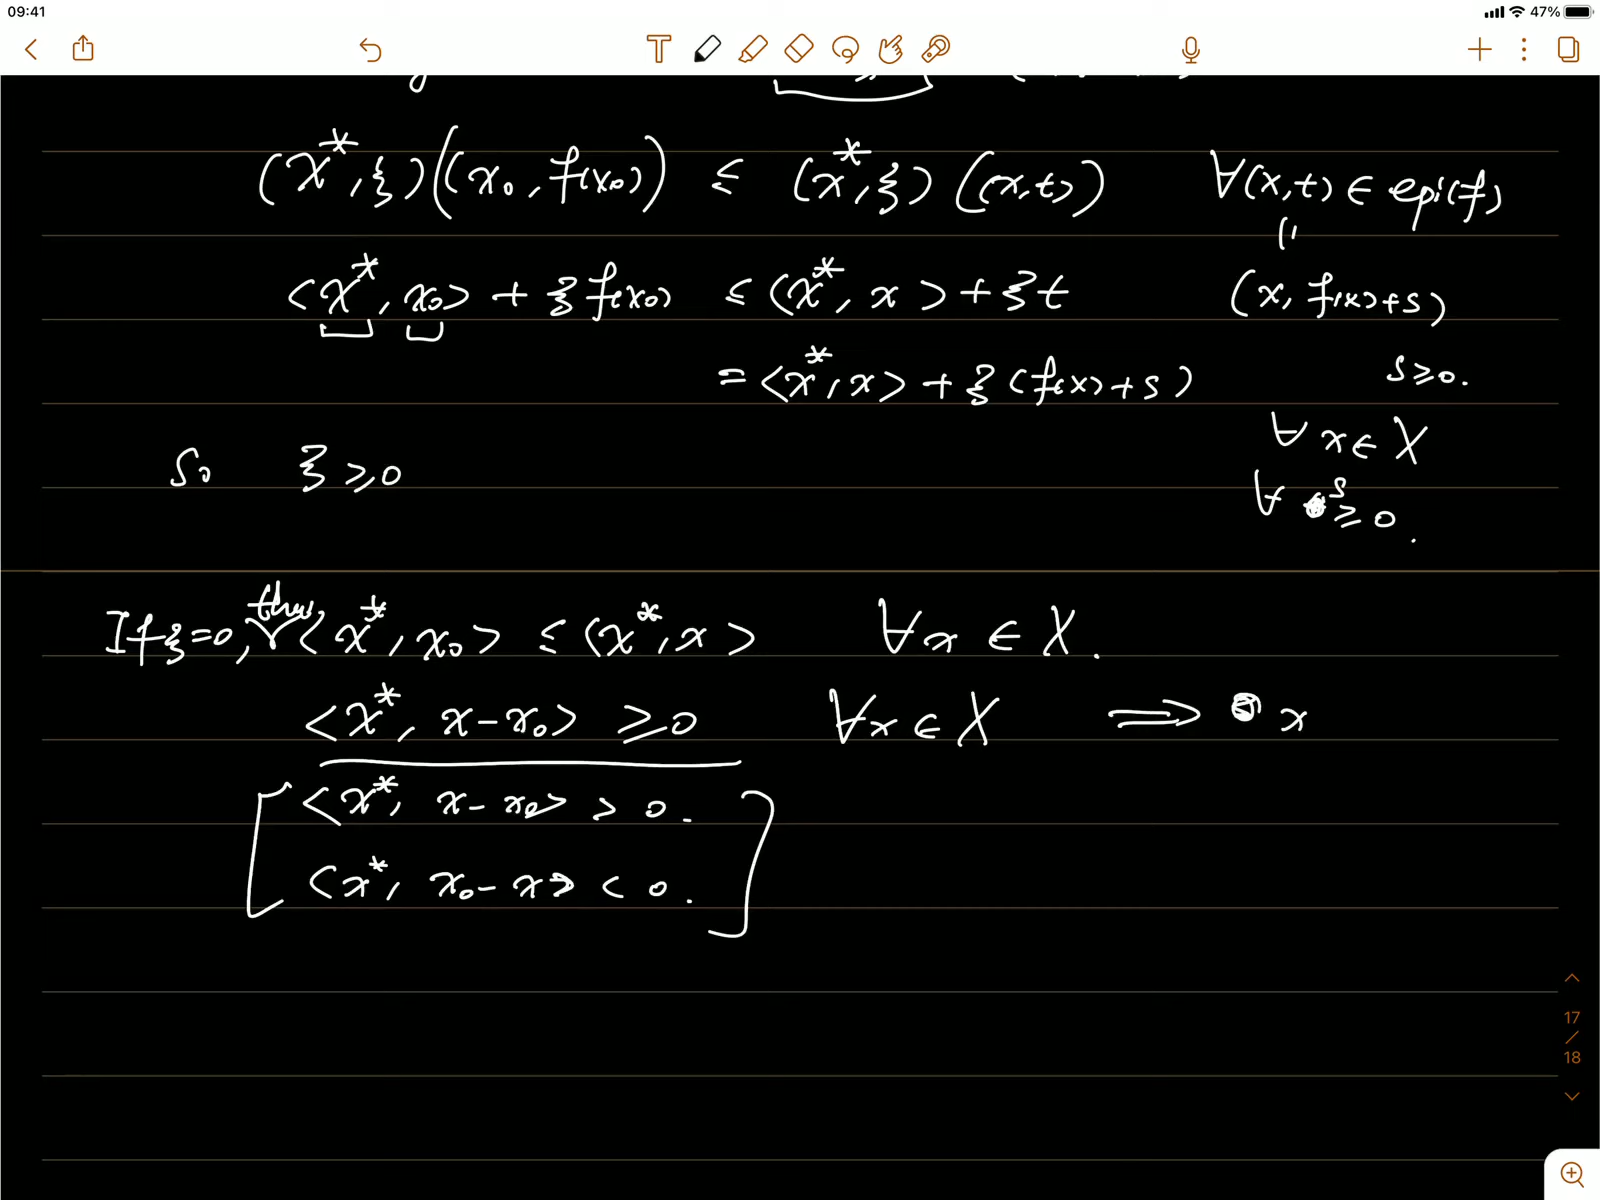 09:41 47%
(x*, ξ)((x₀, f(x₀)) ≤ (x*, ξ)((x,t)) ∀(x,t) ∈ epi(f)
<x*, x₀> + ξ f(x₀) ≤ <x*, x> + ξt (x, f(x)+s)
= <x*, x> + ξ(f(x)+s) s≥0.
∀ x ∈ X
So ξ ≥ 0
∀ s ≥ 0.
If ξ=0, then <x*, x₀> ≤ <x*, x> ∀x ∈ X.
<x*, x-x₀> ≥ 0 ∀x ∈ X ⟹ x
[<x*, x-x₀> > 0.
<x*, x₀-x> < 0.]
17
/
18